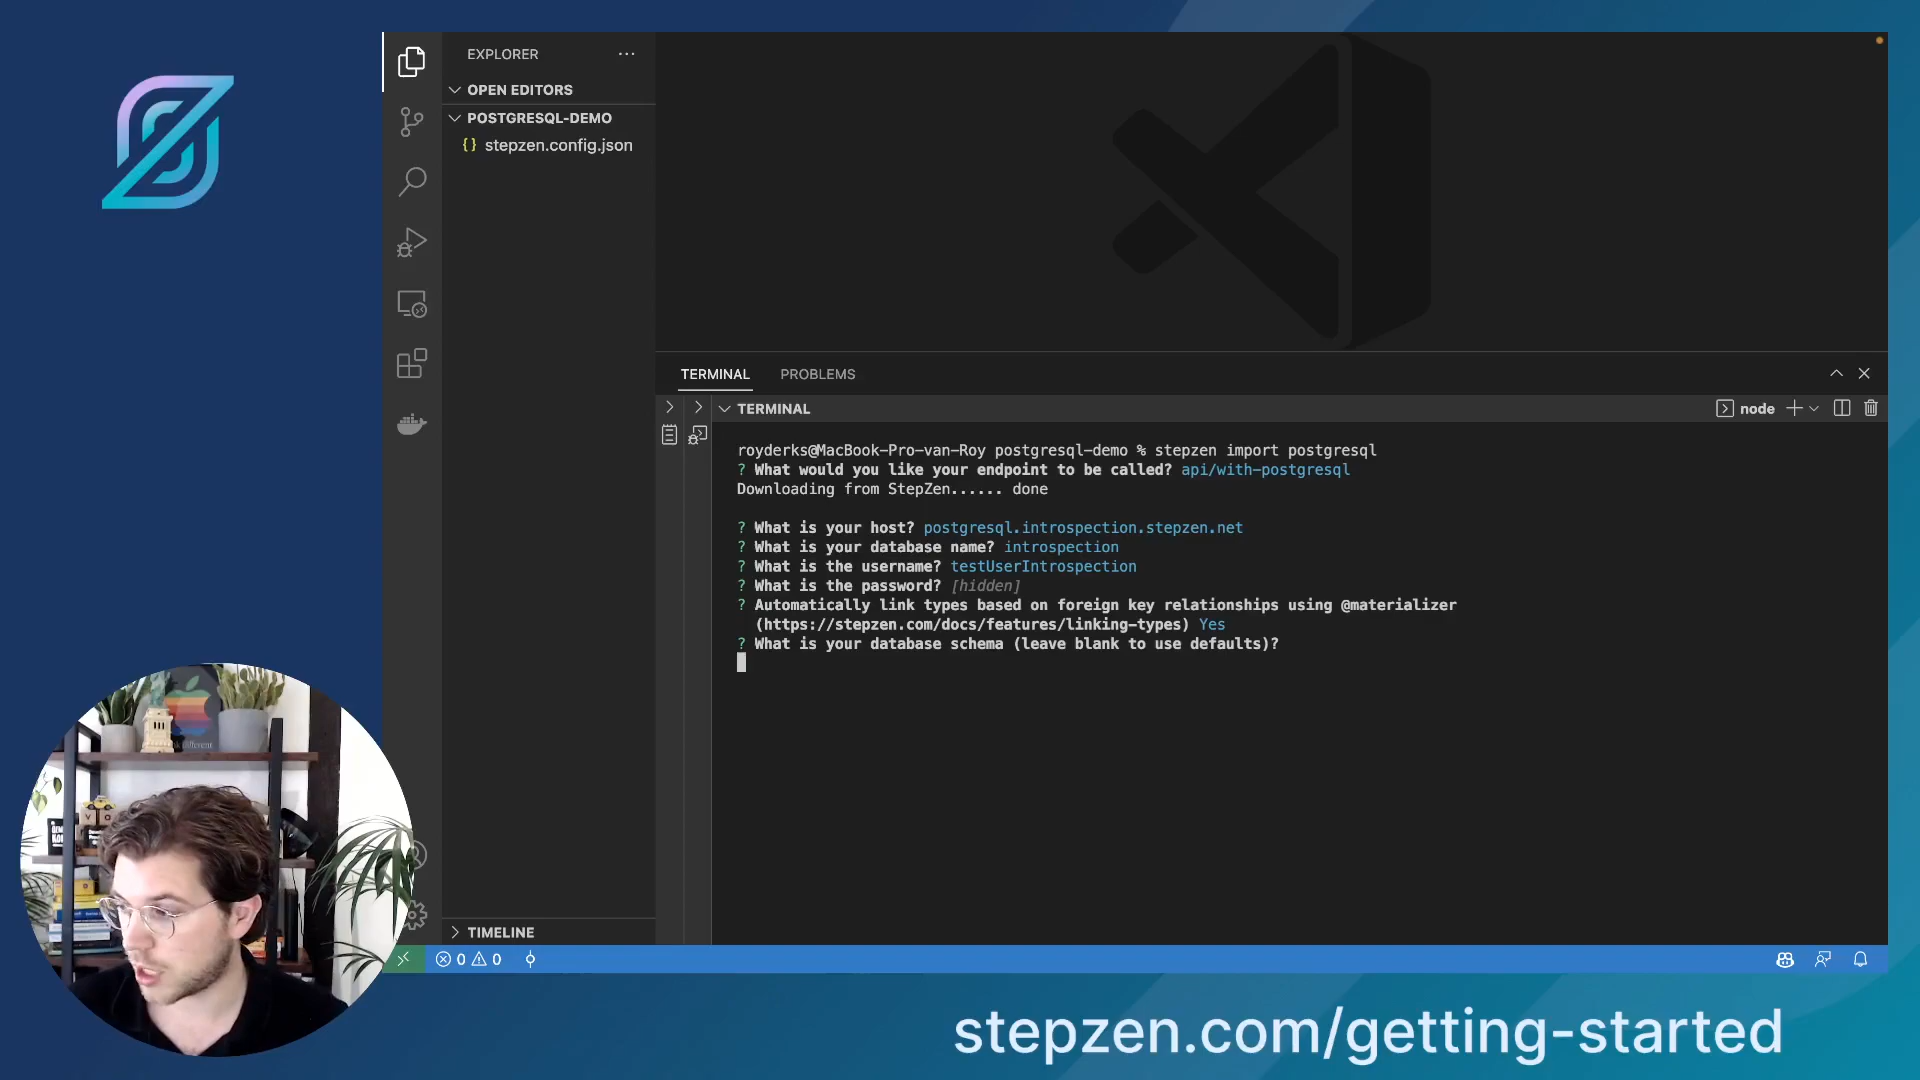 EXPLORER
OPEN EDITORS
POSTGRESQL-DEMO
{} stepzen.config.json
TERMINAL
PROBLEMS
TERMINAL
node
royderks@MacBook-Pro-van-Roy postgresql-demo % stepzen import postgresql
? What would you like your endpoint to be called? api/with-postgresql
Downloading from StepZen...... done
? What is your host? postgresql.introspection.stepzen.net
? What is your database name? introspection
? What is the username? testUserIntrospection
? What is the password? [hidden]
? Automatically link types based on foreign key relationships using @materializer
(https://stepzen.com/docs/features/linking-types) Yes
? What is your database schema (leave blank to use defaults)?
TIMELINE
0
0
stepzen.com/getting-started